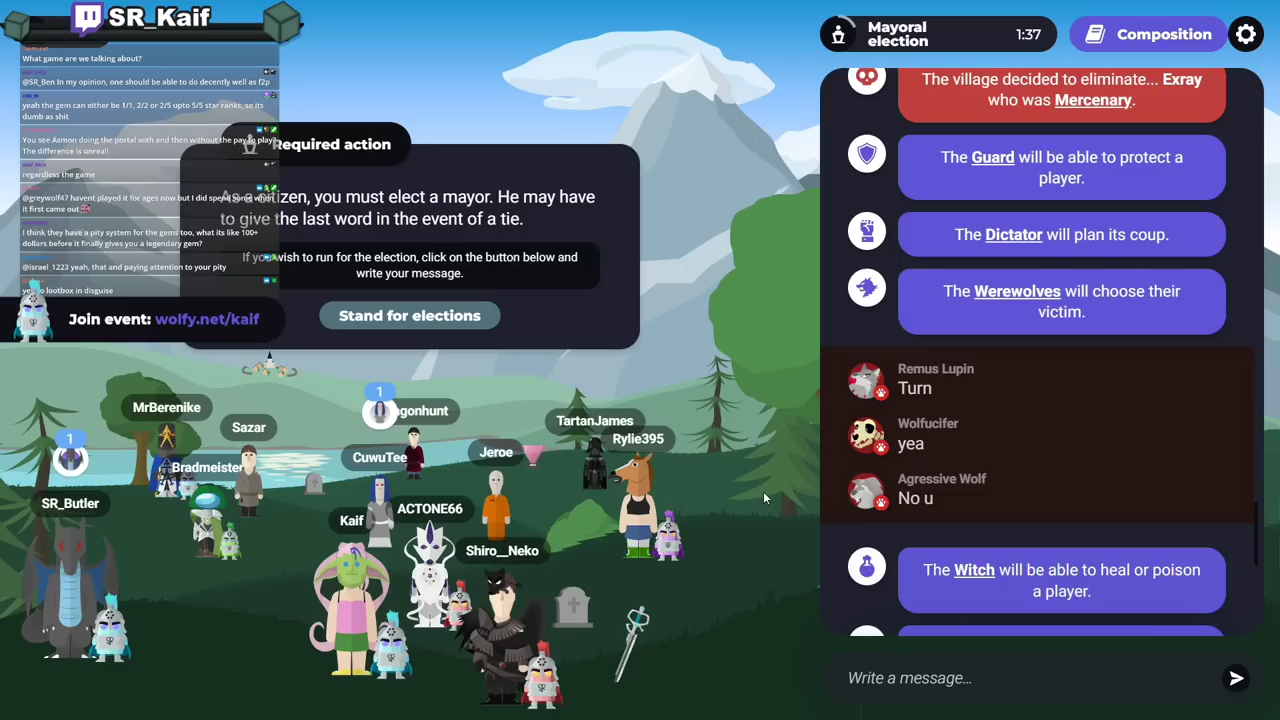 SR_Kaif
What game are we talking about?
@SR_Ben In my opinion, one should be able to do decently well as f2p
yeah the gem can either be 1/1, 2/2 or 2/5 upto 5/5 star ranks, so its
dumb as shit
You see Asmon doing the portal with and then without the pay to play?
The difference is unreal!
regardless the game
@greywolf47 havent played it for ages now but I did spend some when
it first came out
I think they have a pity system for the gems too, what its like 100+
dollars before it finally gives you a legendary gem?
@israel_1223 yeah, that and paying attention to your pity
lootbox in disguise
Join event: wolfy.net/kaif
Required action
As a citizen, you must elect a mayor. He may have
to give the last word in the event of a tie.
If you wish to run for the election, click on the button below and
write your message.
Stand for elections
MrBerenike
Sazar
1
agonhunt
TartanJames
Rylie395
1
Bradmeister
CuwuTee
Jeroe
SR_Butler
Kaif
ACTONE66
Shiro__Neko
Mayoral
election
1:37
Composition
The village decided to eliminate... Exray
who was Mercenary.
The Guard will be able to protect a
player.
The Dictator will plan its coup.
The Werewolves will choose their
victim.
Remus Lupin
Turn
Wolfucifer
yea
Agressive Wolf
No u
The Witch will be able to heal or poison
a player.
Write a message...